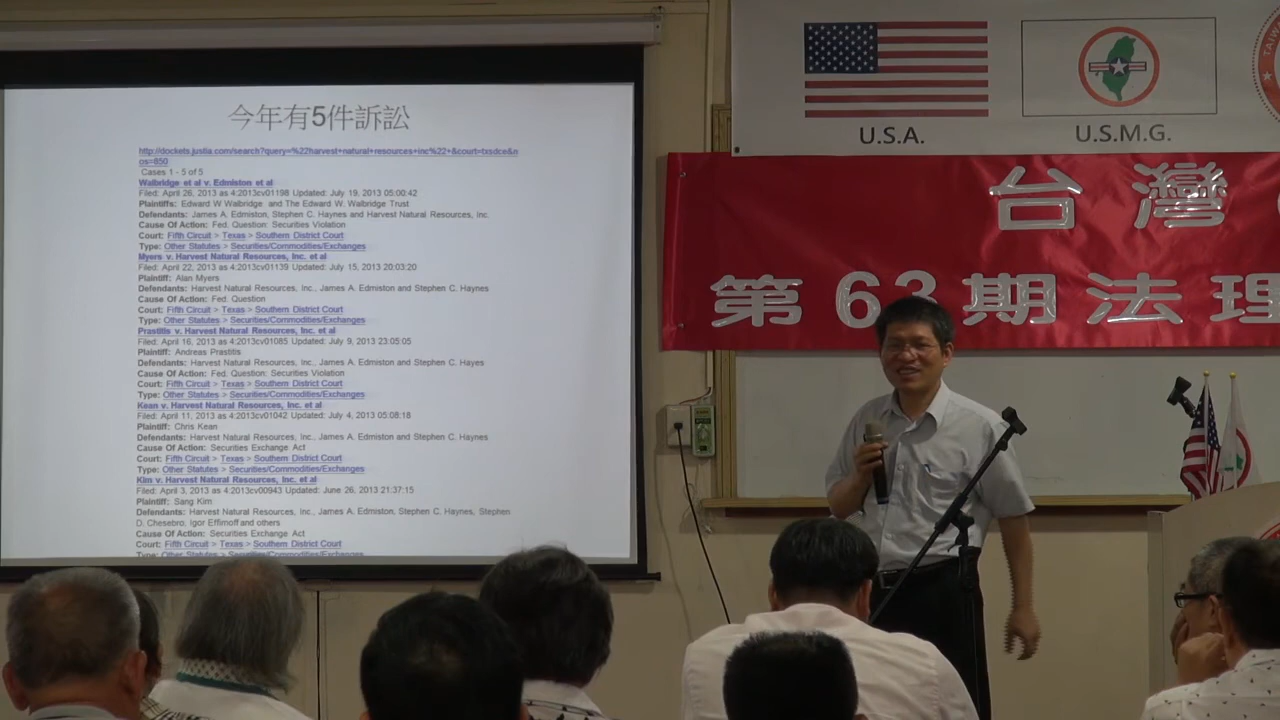 今年有5件訴訟
http://dockets.justia.com/search?query=%22harvest+natural+resources+inc%22+&court=txsdce&n
os=850
Cases 1 - 5 of 5
Walbridge et al v. Edmiston et al
Filed: April 26, 2013 as 4:2013cv01198 Updated: July 19, 2013 05:00:42
Plaintiffs: Edward W Walbridge and The Edward W. Walbridge Trust
Defendants: James A. Edmiston, Stephen C. Haynes and Harvest Natural Resources, Inc.
Cause Of Action: Fed. Question: Securities Violation
Court: Fifth Circuit > Texas > Southern District Court
Type: Other Statutes > Securities/Commodities/Exchanges
Myers v. Harvest Natural Resources, Inc. et al
Filed: April 22, 2013 as 4:2013cv01139 Updated: July 15, 2013 20:03:20
Plaintiff: Alan Myers
Defendants: Harvest Natural Resources, Inc., James A. Edmiston and Stephen C. Haynes
Cause Of Action: Fed. Question
Court: Fifth Circuit > Texas > Southern District Court
Type: Other Statutes > Securities/Commodities/Exchanges
Prastitis v. Harvest Natural Resources, Inc. et al
Filed: April 16, 2013 as 4:2013cv01085 Updated: July 9, 2013 23:05:05
Plaintiff: Andreas Prastitis
Defendants: Harvest Natural Resources, Inc., James A. Edmiston and Stephen C. Hayes
Cause Of Action: Fed. Question: Securities Violation
Court: Fifth Circuit > Texas > Southern District Court
Type: Other Statutes > Securities/Commodities/Exchanges
Kean v. Harvest Natural Resources, Inc. et al
Filed: April 11, 2013 as 4:2013cv01042 Updated: July 4, 2013 05:08:18
Plaintiff: Chris Kean
Defendants: Harvest Natural Resources, Inc., James A. Edmiston and Stephen C. Haynes
Cause Of Action: Securities Exchange Act
Court: Fifth Circuit > Texas > Southern District Court
Type: Other Statutes > Securities/Commodities/Exchanges
Kim v. Harvest Natural Resources, Inc. et al
Filed: April 3, 2013 as 4:2013cv00943 Updated: June 26, 2013 21:37:15
Plaintiff: Sang Kim
Defendants: Harvest Natural Resources, Inc., James A. Edmiston, Stephen C. Haynes, Stephen
D. Chesebro, Igor Effimoff and others
Cause Of Action: Securities Exchange Act
Court: Fifth Circuit > Texas > Southern District Court
Type: Other Statutes > Securities/Commodities/Exchanges
U.S.A.
U.S.M.G.
台灣
第63期法理